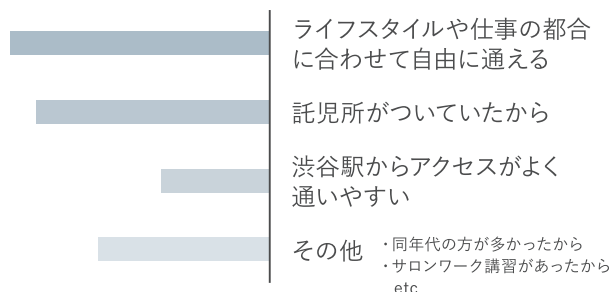 ライフスタイルや仕事の都合
に合わせて自由に通える
託児所がついていたから
渋谷駅からアクセスがよく
通いやすい
その他
・同年代の方が多かったから
・サロンワーク講習があったから
etc